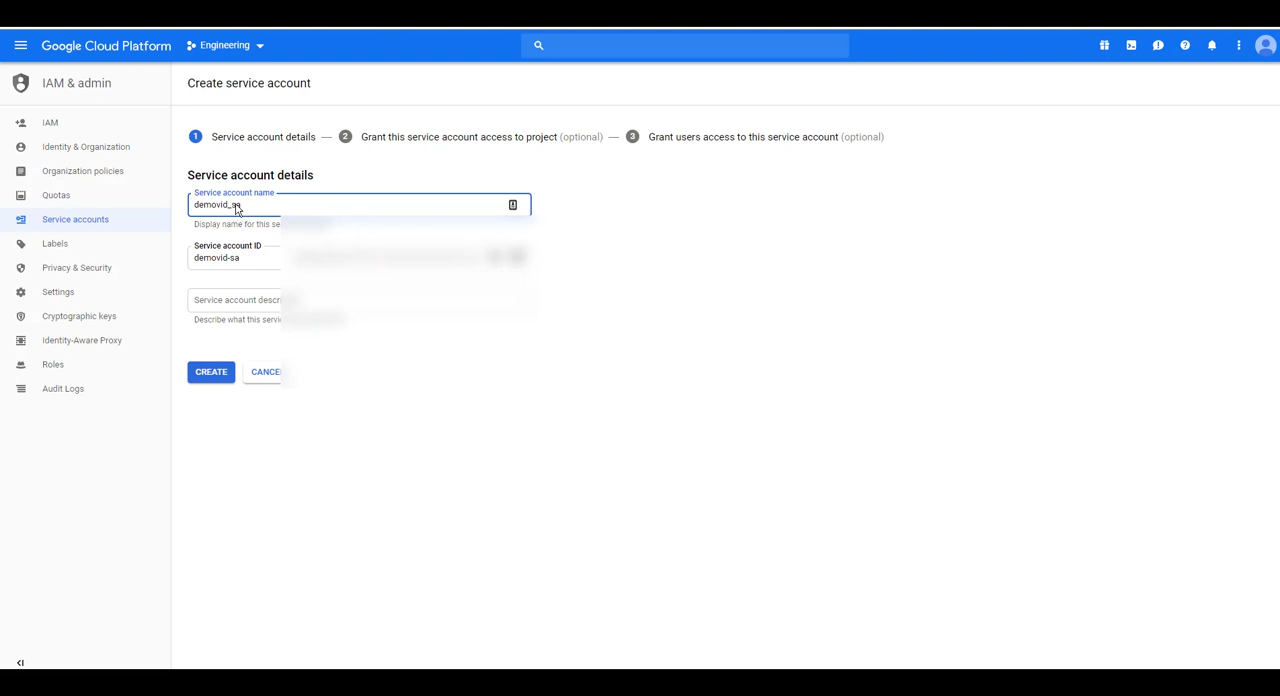 Google Cloud Platform Engineering
IAM & admin
Create service account
IAM
Identity & Organization
Organization policies
Quotas
Service accounts
Labels
Privacy & Security
Settings
Cryptographic keys
Identity-Aware Proxy
Roles
Audit Logs
1 Service account details — 2 Grant this service account access to project (optional) — 3 Grant users access to this service account (optional)
Service account details
Service account name
demovid_sa
Display name for this se
Service account ID
demovid-sa
Service account descr
Describe what this servi
CREATE CANCE